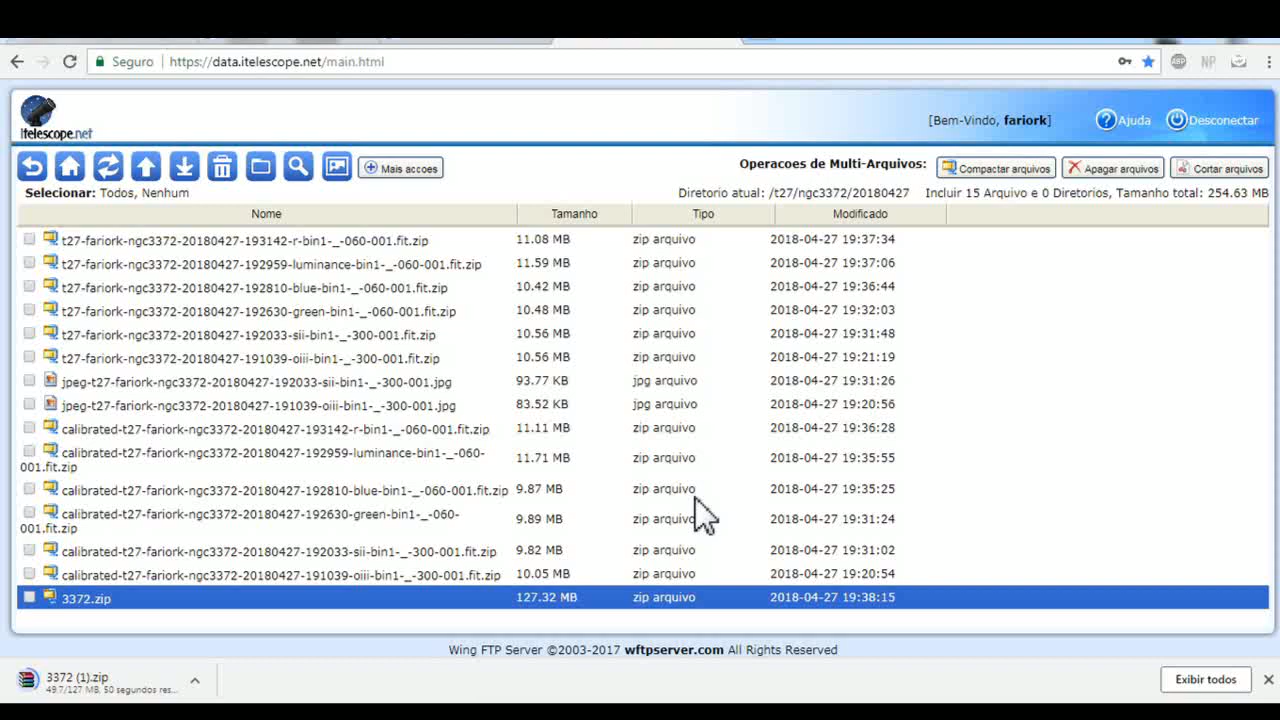 Seguro https://data.itelescope.net/main.html
ABP NP
itelescope.net
[Bem-Vindo, fariork] Ajuda Desconectar
Mais accoes Operacoes de Multi-Arquivos: Compactar arquivos Apagar arquivos Cortar arquivos
Selecionar: Todos, Nenhum Diretorio atual: /t27/ngc3372/20180427 Incluir 15 Arquivo e 0 Diretorios, Tamanho total: 254.63 MB
Nome Tamanho Tipo Modificado
t27-fariork-ngc3372-20180427-193142-r-bin1-_-060-001.fit.zip 11.08 MB zip arquivo 2018-04-27 19:37:34
t27-fariork-ngc3372-20180427-192959-luminance-bin1-_-060-001.fit.zip 11.59 MB zip arquivo 2018-04-27 19:37:06
t27-fariork-ngc3372-20180427-192810-blue-bin1-_-060-001.fit.zip 10.42 MB zip arquivo 2018-04-27 19:36:44
t27-fariork-ngc3372-20180427-192630-green-bin1-_-060-001.fit.zip 10.48 MB zip arquivo 2018-04-27 19:32:03
t27-fariork-ngc3372-20180427-192033-sii-bin1-_-300-001.fit.zip 10.56 MB zip arquivo 2018-04-27 19:31:48
t27-fariork-ngc3372-20180427-191039-oiii-bin1-_-300-001.fit.zip 10.56 MB zip arquivo 2018-04-27 19:21:19
jpeg-t27-fariork-ngc3372-20180427-192033-sii-bin1-_-300-001.jpg 93.77 KB jpg arquivo 2018-04-27 19:31:26
jpeg-t27-fariork-ngc3372-20180427-191039-oiii-bin1-_-300-001.jpg 83.52 KB jpg arquivo 2018-04-27 19:20:56
calibrated-t27-fariork-ngc3372-20180427-193142-r-bin1-_-060-001.fit.zip 11.11 MB zip arquivo 2018-04-27 19:36:28
calibrated-t27-fariork-ngc3372-20180427-192959-luminance-bin1-_-060-
001.fit.zip 11.71 MB zip arquivo 2018-04-27 19:35:55
calibrated-t27-fariork-ngc3372-20180427-192810-blue-bin1-_-060-001.fit.zip 9.87 MB zip arquivo 2018-04-27 19:35:25
calibrated-t27-fariork-ngc3372-20180427-192630-green-bin1-_-060-
001.fit.zip 9.89 MB zip arquivo 2018-04-27 19:31:24
calibrated-t27-fariork-ngc3372-20180427-192033-sii-bin1-_-300-001.fit.zip 9.82 MB zip arquivo 2018-04-27 19:31:02
calibrated-t27-fariork-ngc3372-20180427-191039-oiii-bin1-_-300-001.fit.zip 10.05 MB zip arquivo 2018-04-27 19:20:54
3372.zip 127.32 MB zip arquivo 2018-04-27 19:38:15
Wing FTP Server ©2003-2017 wftpserver.com All Rights Reserved
3372 (1).zip
49.7/127 MB, 50 segundos res... Exibir todos